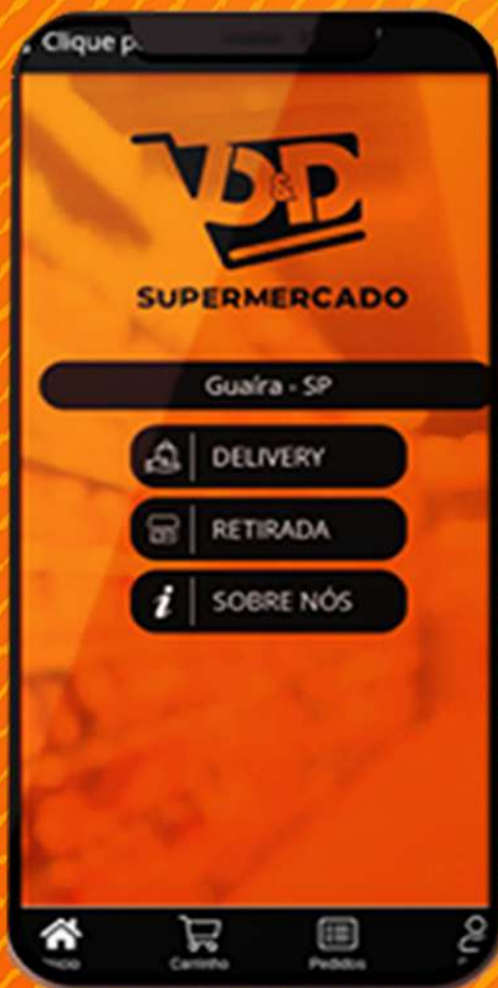 Clique p
D&D
SUPERMERCADO
Guaíra - SP
DELIVERY
RETIRADA
i SOBRE NÓS
Carrinho
Pedidos